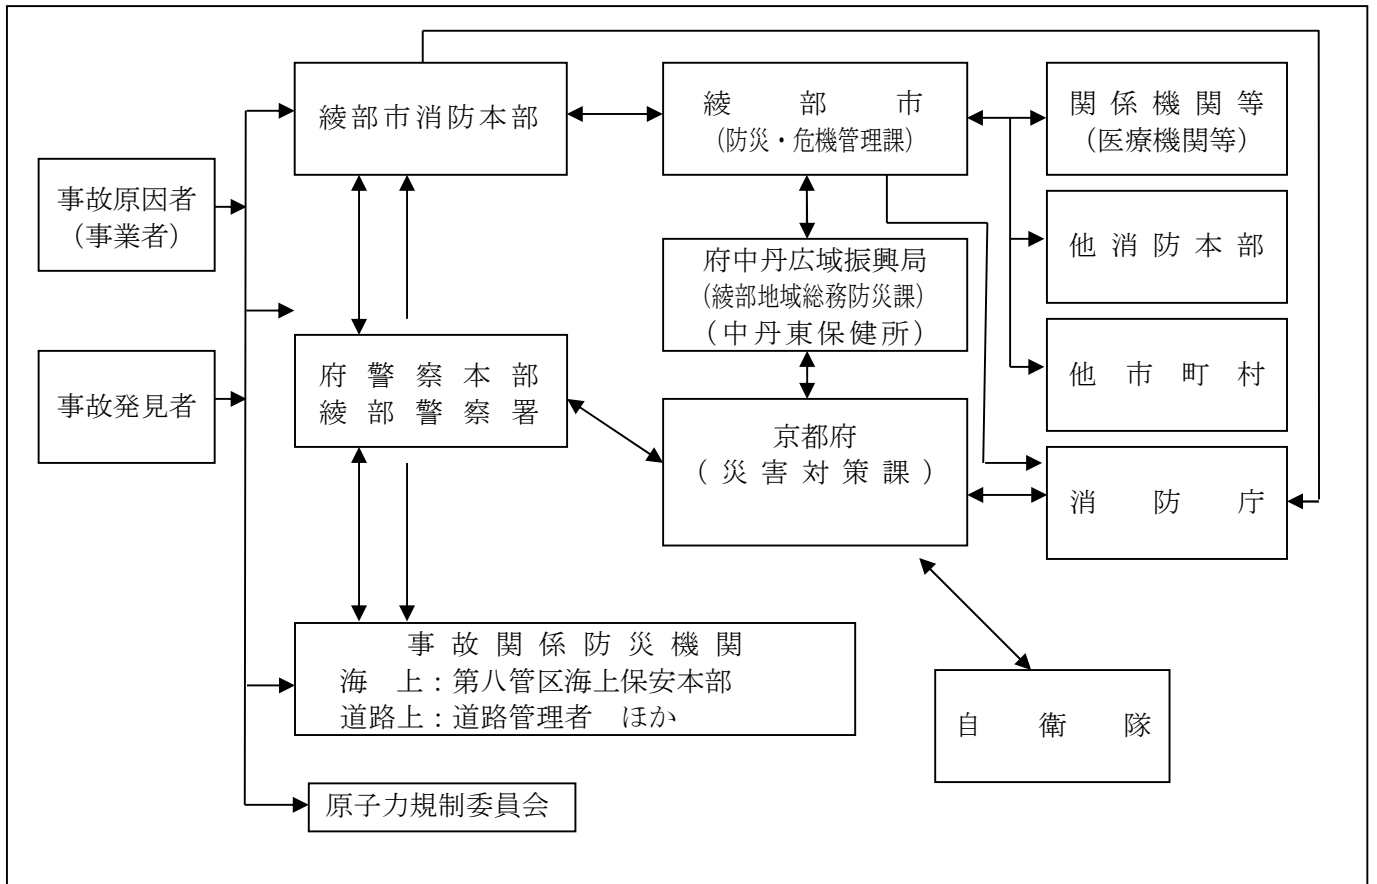 綾部市消防本部
綾部市
(防災・危機管理課)
関係機関等
(医療機関等)
事故原因者
(事業者)
他消防本部
府中丹広域振興局
(綾部地域総務防災課)
(中丹東保健所)
他市町村
事故発見者
府警察本部
綾部警察署
京都府
(災害対策課)
消防庁
事故関係防災機関
海　上：第八管区海上保安本部
道路上：道路管理者　ほか
自衛隊
原子力規制委員会